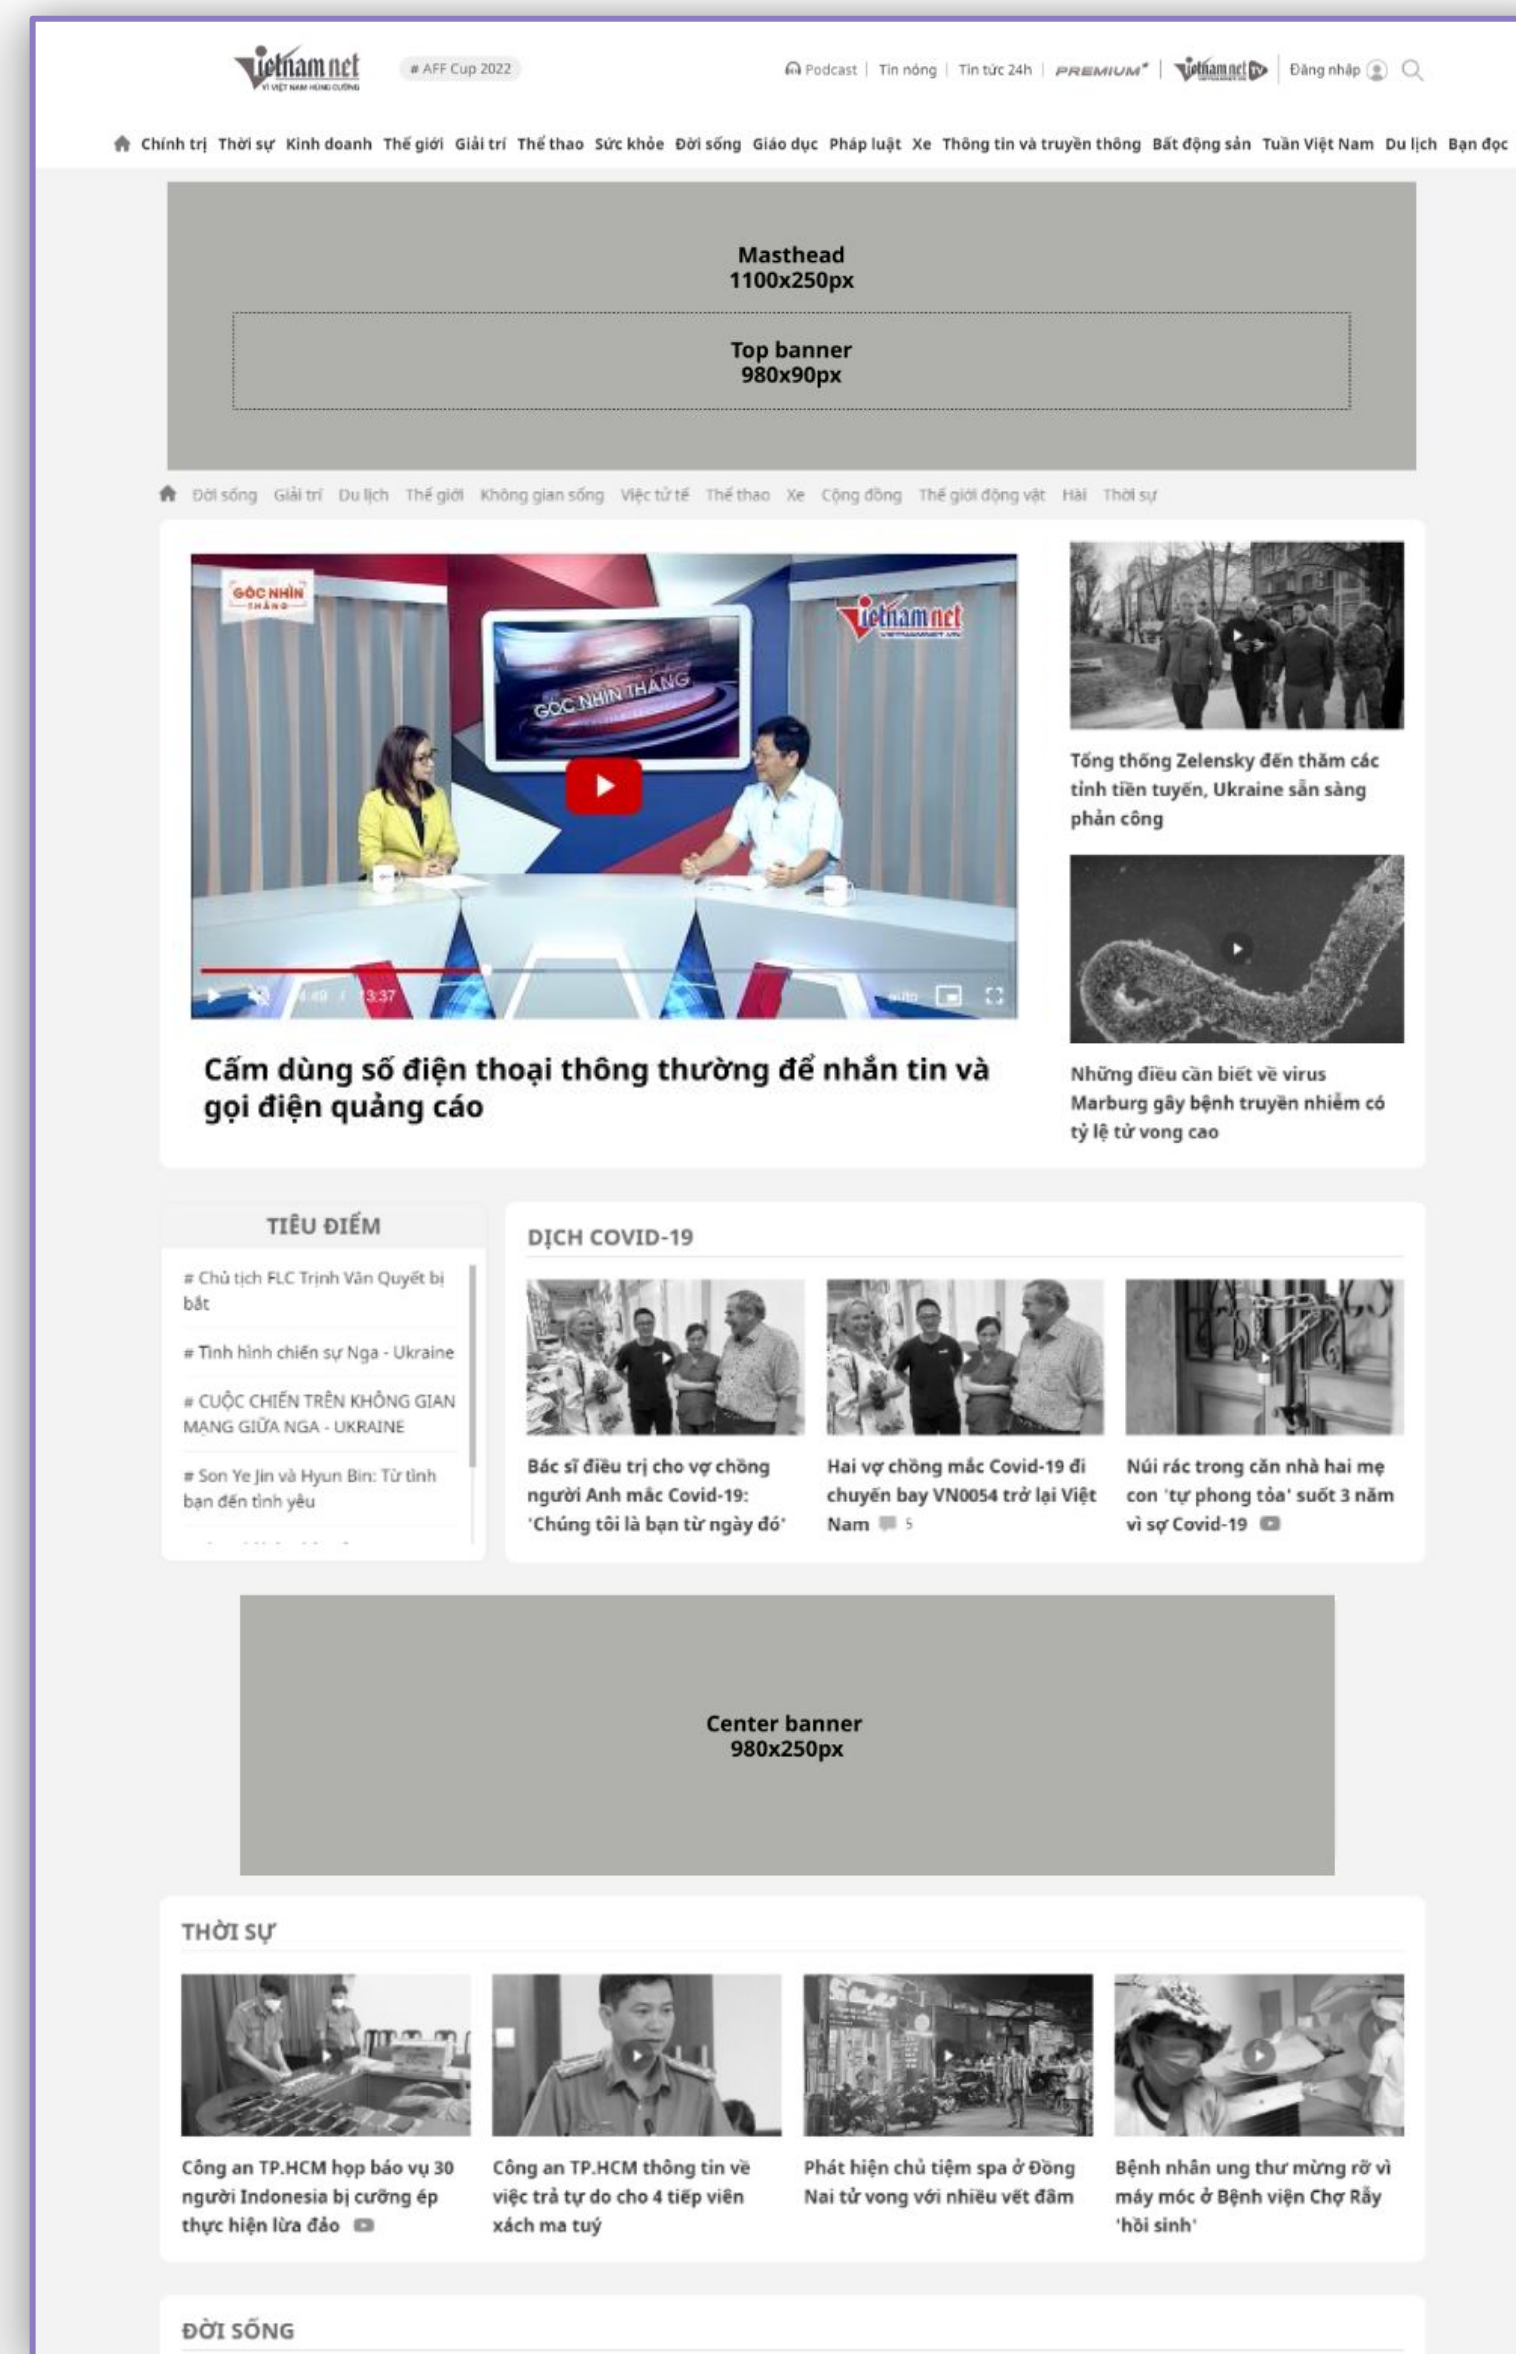 Vietnamnet
VÌ VIỆT NAM HÙNG CƯỜNG
# AFF Cup 2022
Podcast | Tin nóng | Tin tức 24h | PREMIUM | Vietnamnet TV | Đăng nhập
Chính trị Thời sự Kinh doanh Thế giới Giải trí Thể thao Sức khỏe Đời sống Giáo dục Pháp luật Xe Thông tin và truyền thông Bất động sản Tuần Việt Nam Du lịch Bạn đọc
Masthead
1100x250px
Top banner
980x90px
Đời sống Giải trí Du lịch Thế giới Không gian sống Việc tử tế Thể thao Xe Cộng đồng Thế giới động vật Hài Thời sự
GÓC NHÌN
THẲNG
Vietnamnet
VIETNAMNET.VN
GÓC NHÌN THẲNG
4:49 / 13:37
auto
Cấm dùng số điện thoại thông thường để nhắn tin và
gọi điện quảng cáo
Tổng thống Zelensky đến thăm các
tỉnh tiền tuyến, Ukraine sẵn sàng
phản công
Những điều cần biết về virus
Marburg gây bệnh truyền nhiễm có
tỷ lệ tử vong cao
TIÊU ĐIỂM
# Chủ tịch FLC Trịnh Văn Quyết bị
bắt
# Tình hình chiến sự Nga - Ukraine
# CUỘC CHIẾN TRÊN KHÔNG GIAN
MẠNG GIỮA NGA - UKRAINE
# Son Ye Jin và Hyun Bin: Từ tình
bạn đến tình yêu
DỊCH COVID-19
Bác sĩ điều trị cho vợ chồng
người Anh mắc Covid-19:
'Chúng tôi là bạn từ ngày đó'
Hai vợ chồng mắc Covid-19 đi
chuyến bay VN0054 trở lại Việt
Nam 5
Núi rác trong căn nhà hai mẹ
con 'tự phong tỏa' suốt 3 năm
vì sợ Covid-19
Center banner
980x250px
THỜI SỰ
Công an TP.HCM họp báo vụ 30
người Indonesia bị cưỡng ép
thực hiện lừa đảo
Công an TP.HCM thông tin về
việc trả tự do cho 4 tiếp viên
xách ma tuý
Phát hiện chủ tiệm spa ở Đồng
Nai tử vong với nhiều vết đâm
Bệnh nhân ung thư mừng rỡ vì
máy móc ở Bệnh viện Chợ Rẫy
'hồi sinh'
ĐỜI SỐNG